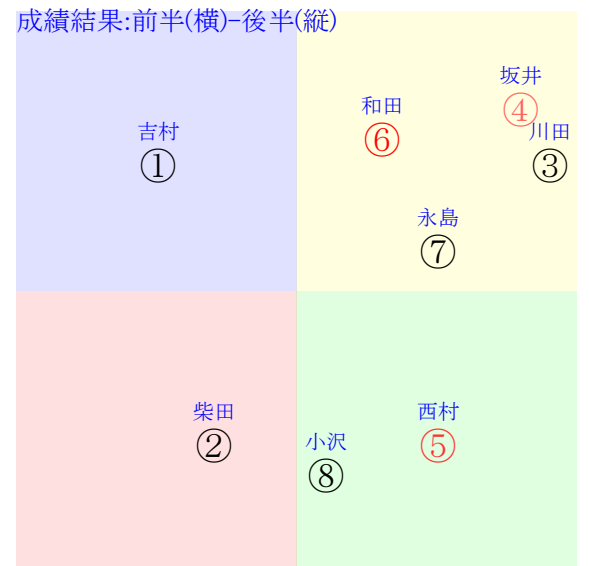 成績結果:前半(横)-後半(縦)
坂井
④
和田
⑥
川田
③
吉村
①
永島
⑦
柴田
②
西村
⑤
小沢
⑧